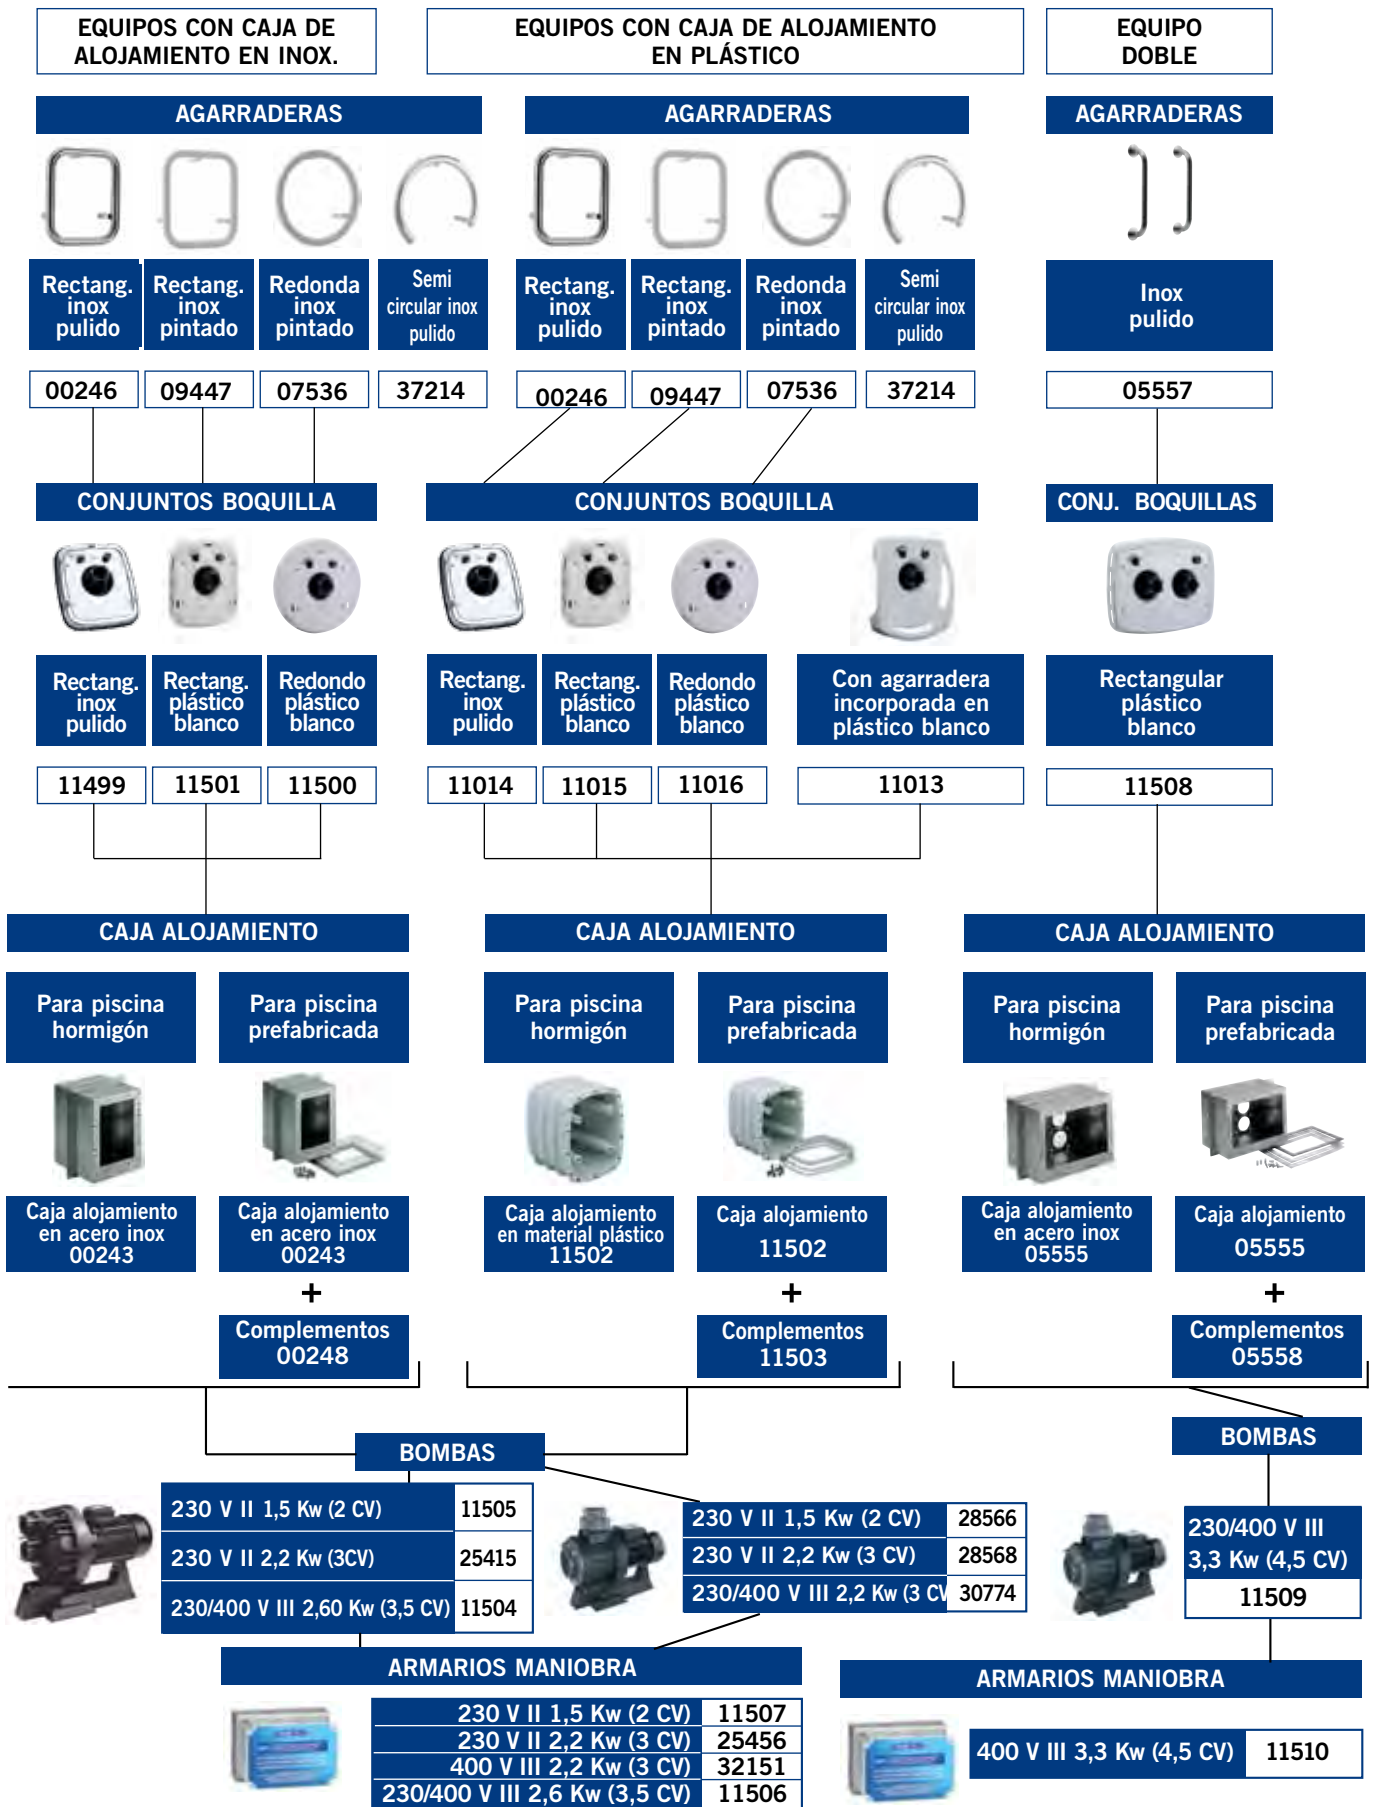 EQUIPOS CON CAJA DE
ALOJAMIENTO EN INOX.
EQUIPOS CON CAJA DE ALOJAMIENTO
EN PLÁSTICO
EQUIPO
DOBLE
AGARRADERAS
AGARRADERAS
AGARRADERAS
Rectang.
inox
pulido
Rectang.
inox
pintado
Redonda
inox
pintado
Semi
circular inox
pulido
Rectang.
inox
pulido
Rectang.
inox
pintado
Redonda
inox
pintado
Semi
circular inox
pulido
Inox
pulido
00246
09447
07536
37214
00246
09447
07536
37214
05557
CONJUNTOS BOQUILLA
CONJUNTOS BOQUILLA
CONJ. BOQUILLAS
Rectang.
inox
pulido
Rectang.
plástico
blanco
Redondo
plástico
blanco
Rectang.
inox
pulido
Rectang.
plástico
blanco
Redondo
plástico
blanco
Con agarradera
incorporada en
plástico blanco
Rectangular
plástico
blanco
11499
11501
11500
11014
11015
11016
11013
11508
CAJA ALOJAMIENTO
CAJA ALOJAMIENTO
CAJA ALOJAMIENTO
Para piscina
hormigón
Para piscina
prefabricada
Para piscina
hormigón
Para piscina
prefabricada
Para piscina
hormigón
Para piscina
prefabricada
Caja alojamiento
en acero inox
00243
Caja alojamiento
en acero inox
00243
Caja alojamiento
en material plástico
11502
Caja alojamiento
11502
Caja alojamiento
en acero inox
05555
Caja alojamiento
05555
+
+
+
Complementos
00248
Complementos
11503
Complementos
05558
BOMBAS
BOMBAS
230 V II 1,5 Kw (2 CV) 11505
230 V II 2,2 Kw (3CV) 25415
230/400 V III 2,60 Kw (3,5 CV) 11504
230 V II 1,5 Kw (2 CV) 28566
230 V II 2,2 Kw (3 CV) 28568
230/400 V III 2,2 Kw (3 CV 30774
230/400 V III
3,3 Kw (4,5 CV)
11509
ARMARIOS MANIOBRA
ARMARIOS MANIOBRA
230 V II 1,5 Kw (2 CV) 11507
230 V II 2,2 Kw (3 CV) 25456
400 V III 2,2 Kw (3 CV) 32151
230/400 V III 2,6 Kw (3,5 CV) 11506
400 V III 3,3 Kw (4,5 CV) 11510